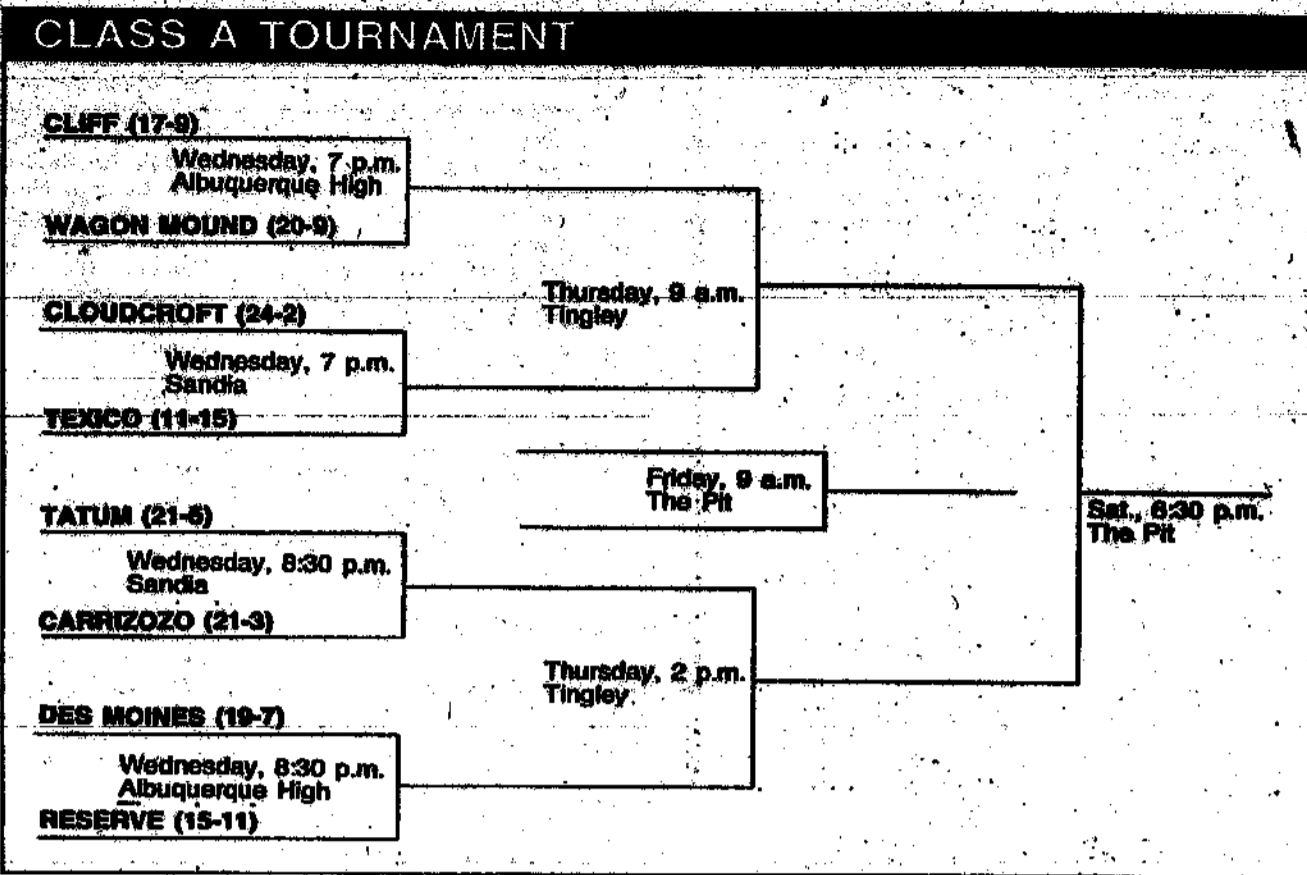 CLASS A TOURNAMENT
CLIFF (17-9)
Wednesday, 7 p.m.
Albuquerque High
WAGON MOUND (20-9)
CLOUDCROFT (24-2)
Wednesday, 7 p.m.
Sandia
TEXICO (11-15)
Thursday, 9 a.m.
Tingley
TATUM (21-5)
Wednesday, 8:30 p.m.
Sandia
CARRIZOZO (21-3)
Friday, 9 a.m.
The Pit
Sat., 6:30 p.m.
The Pit
DES MOINES (19-7)
Wednesday, 8:30 p.m.
Albuquerque High
RESERVE (15-11)
Thursday, 2 p.m.
Tingley